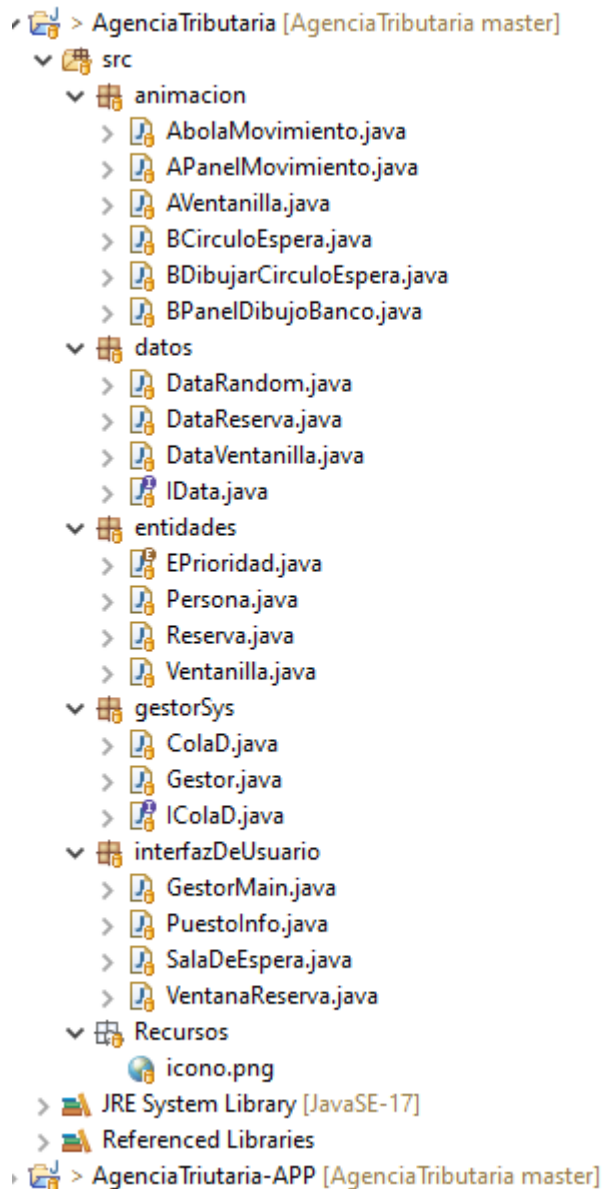 > AgenciaTributaria [AgenciaTributaria master]
src
animacion
AbolaMovimiento.java
APanelMovimiento.java
AVentanilla.java
BCirculoEspera.java
BDibujarCirculoEspera.java
BPanelDibujoBanco.java
datos
DataRandom.java
DataReserva.java
DataVentanilla.java
IData.java
entidades
EPrioridad.java
Persona.java
Reserva.java
Ventanilla.java
gestorSys
ColaD.java
Gestor.java
IColaD.java
interfazDeUsuario
GestorMain.java
PuestoInfo.java
SalaDeEspera.java
VentanaReserva.java
Recursos
icono.png
JRE System Library [JavaSE-17]
Referenced Libraries
> AgenciaTriutaria-APP [AgenciaTributaria master]